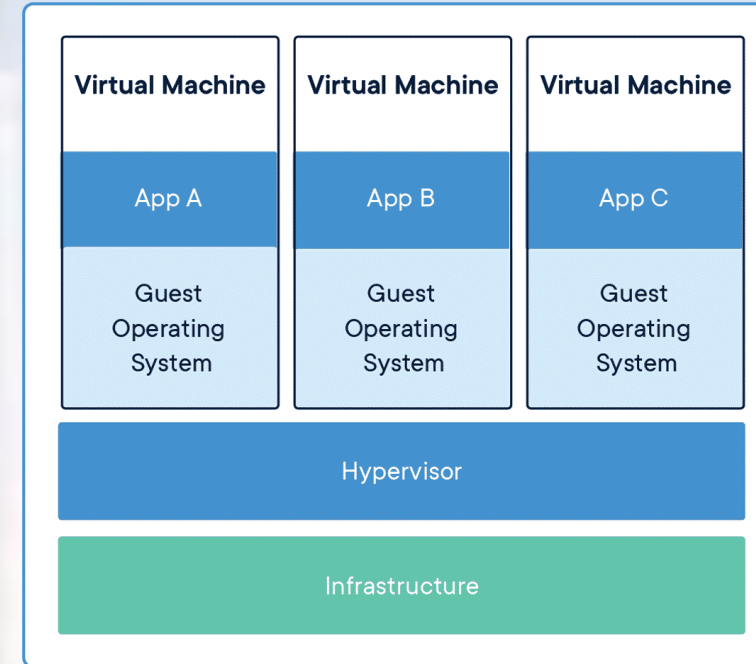 Virtual Machine
Virtual Machine
Virtual Machine
App A
App B
App C
Guest
Operating
System
Guest
Operating
System
Guest
Operating
System
Hypervisor
Infrastructure